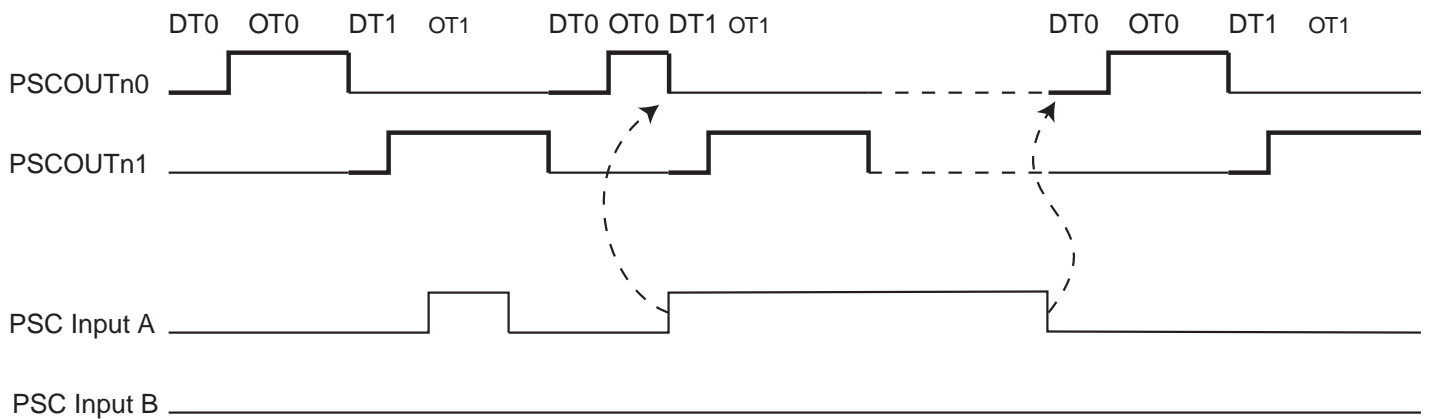 DT0 OT0 DT1 OT1 DT0 OT0 DT1 OT1 DT0 OT0 DT1 OT1
PSCOUTn0
PSCOUTn1
PSC Input A
PSC Input B